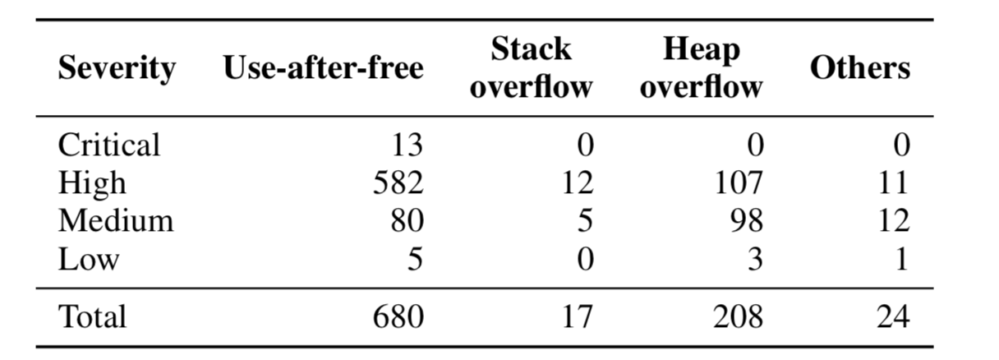 Severity Use-after-free Stack overflow Heap overflow Others
Critical 13 0 0 0
High 582 12 107 11
Medium 80 5 98 12
Low 5 0 3 1
Total 680 17 208 24